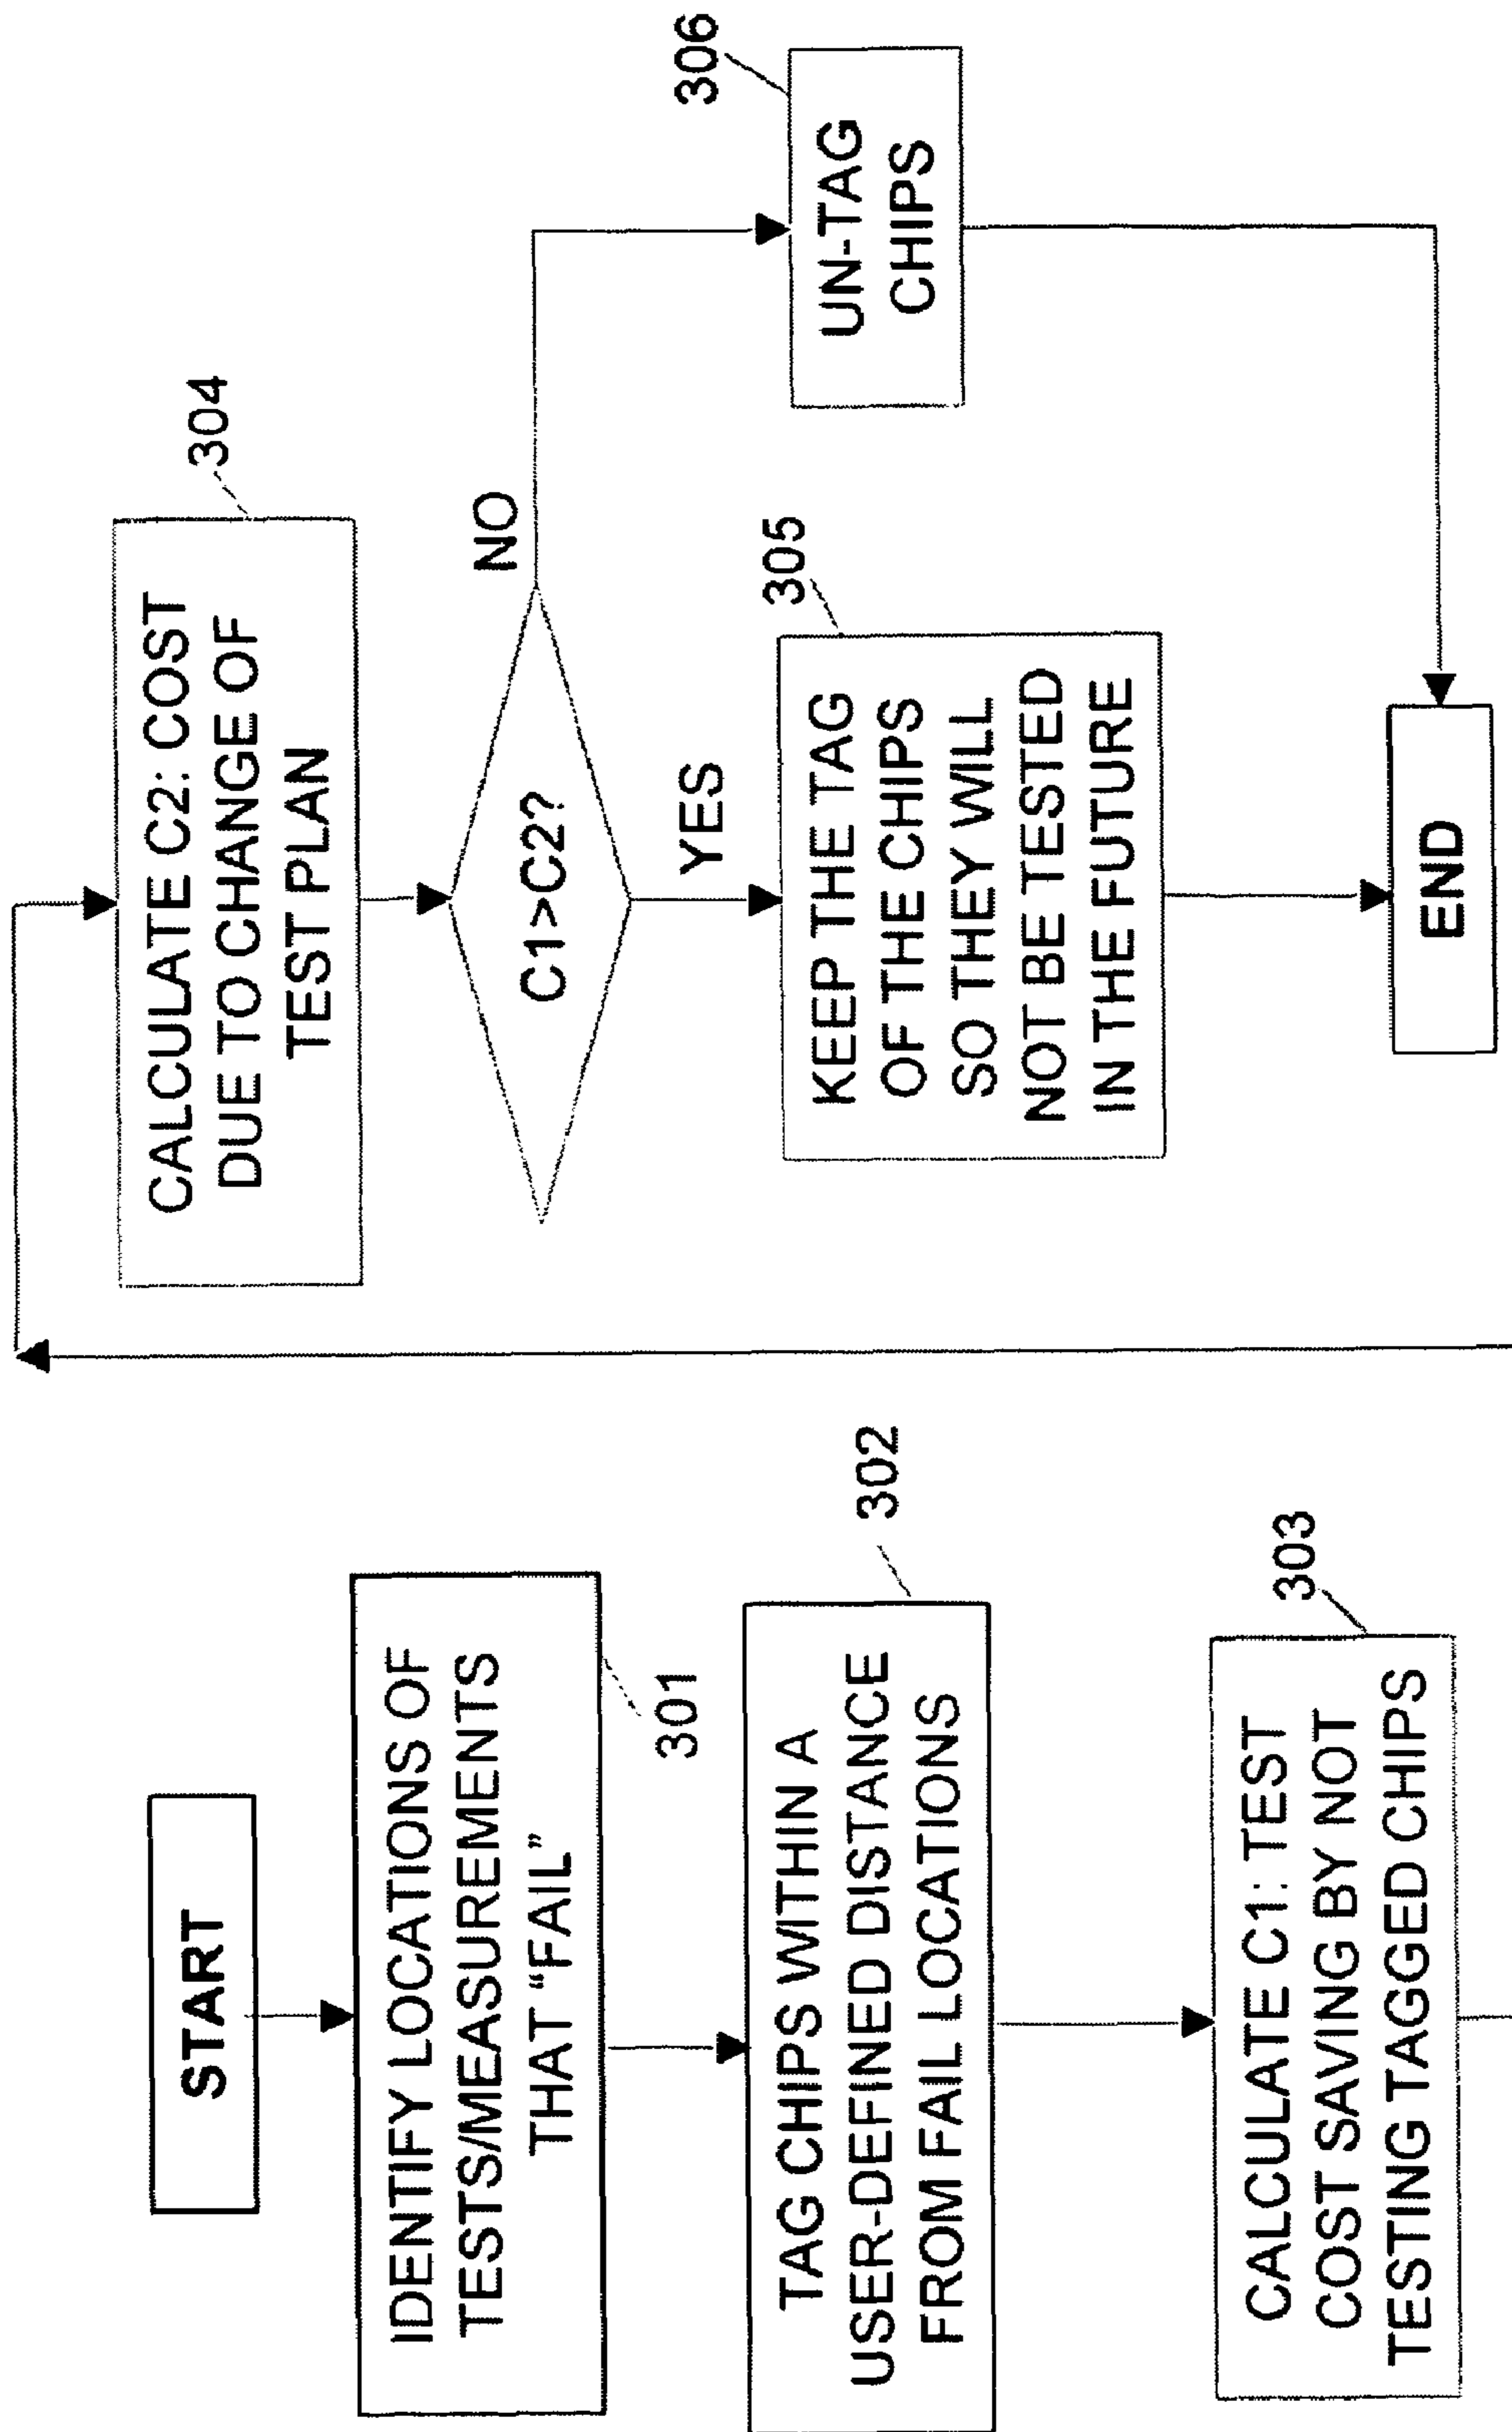 START
IDENTIFY LOCATIONS OF
TESTS/MEASUREMENTS
THAT “FAIL”
301
TAG CHIPS WITHIN A
USER-DEFINED DISTANCE
FROM FAIL LOCATIONS
302
CALCULATE C1: TEST
COST SAVING BY NOT
TESTING TAGGED CHIPS
303
CALCULATE C2: COST
DUE TO CHANGE OF
TEST PLAN
304
C1>C2?
NO
YES
KEEP THE TAG
OF THE CHIPS
SO THEY WILL
NOT BE TESTED
IN THE FUTURE
305
UN-TAG
CHIPS
306
END